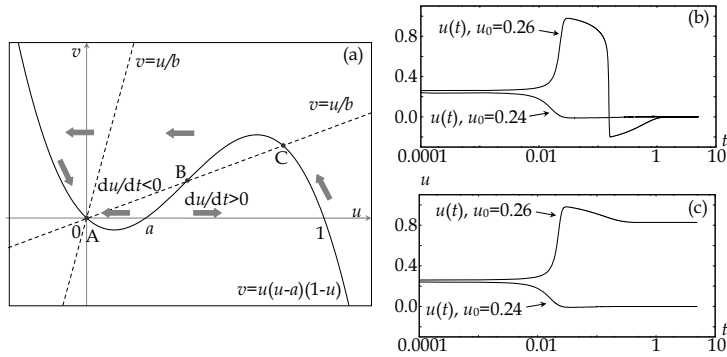 (a)
v
v=u/b
v=u/b
C
B
du/dt<0
du/dt>0
0
A
a
1
u
v=u(u-a)(1-u)
(b)
0.8
0.4
0.0
u(t), u0=0.26
u(t), u0=0.24
0.0001
0.01
1
t
10
u
(c)
0.8
0.4
0.0
u(t), u0=0.26
u(t), u0=0.24
0.0001
0.01
0.1
1
t
10